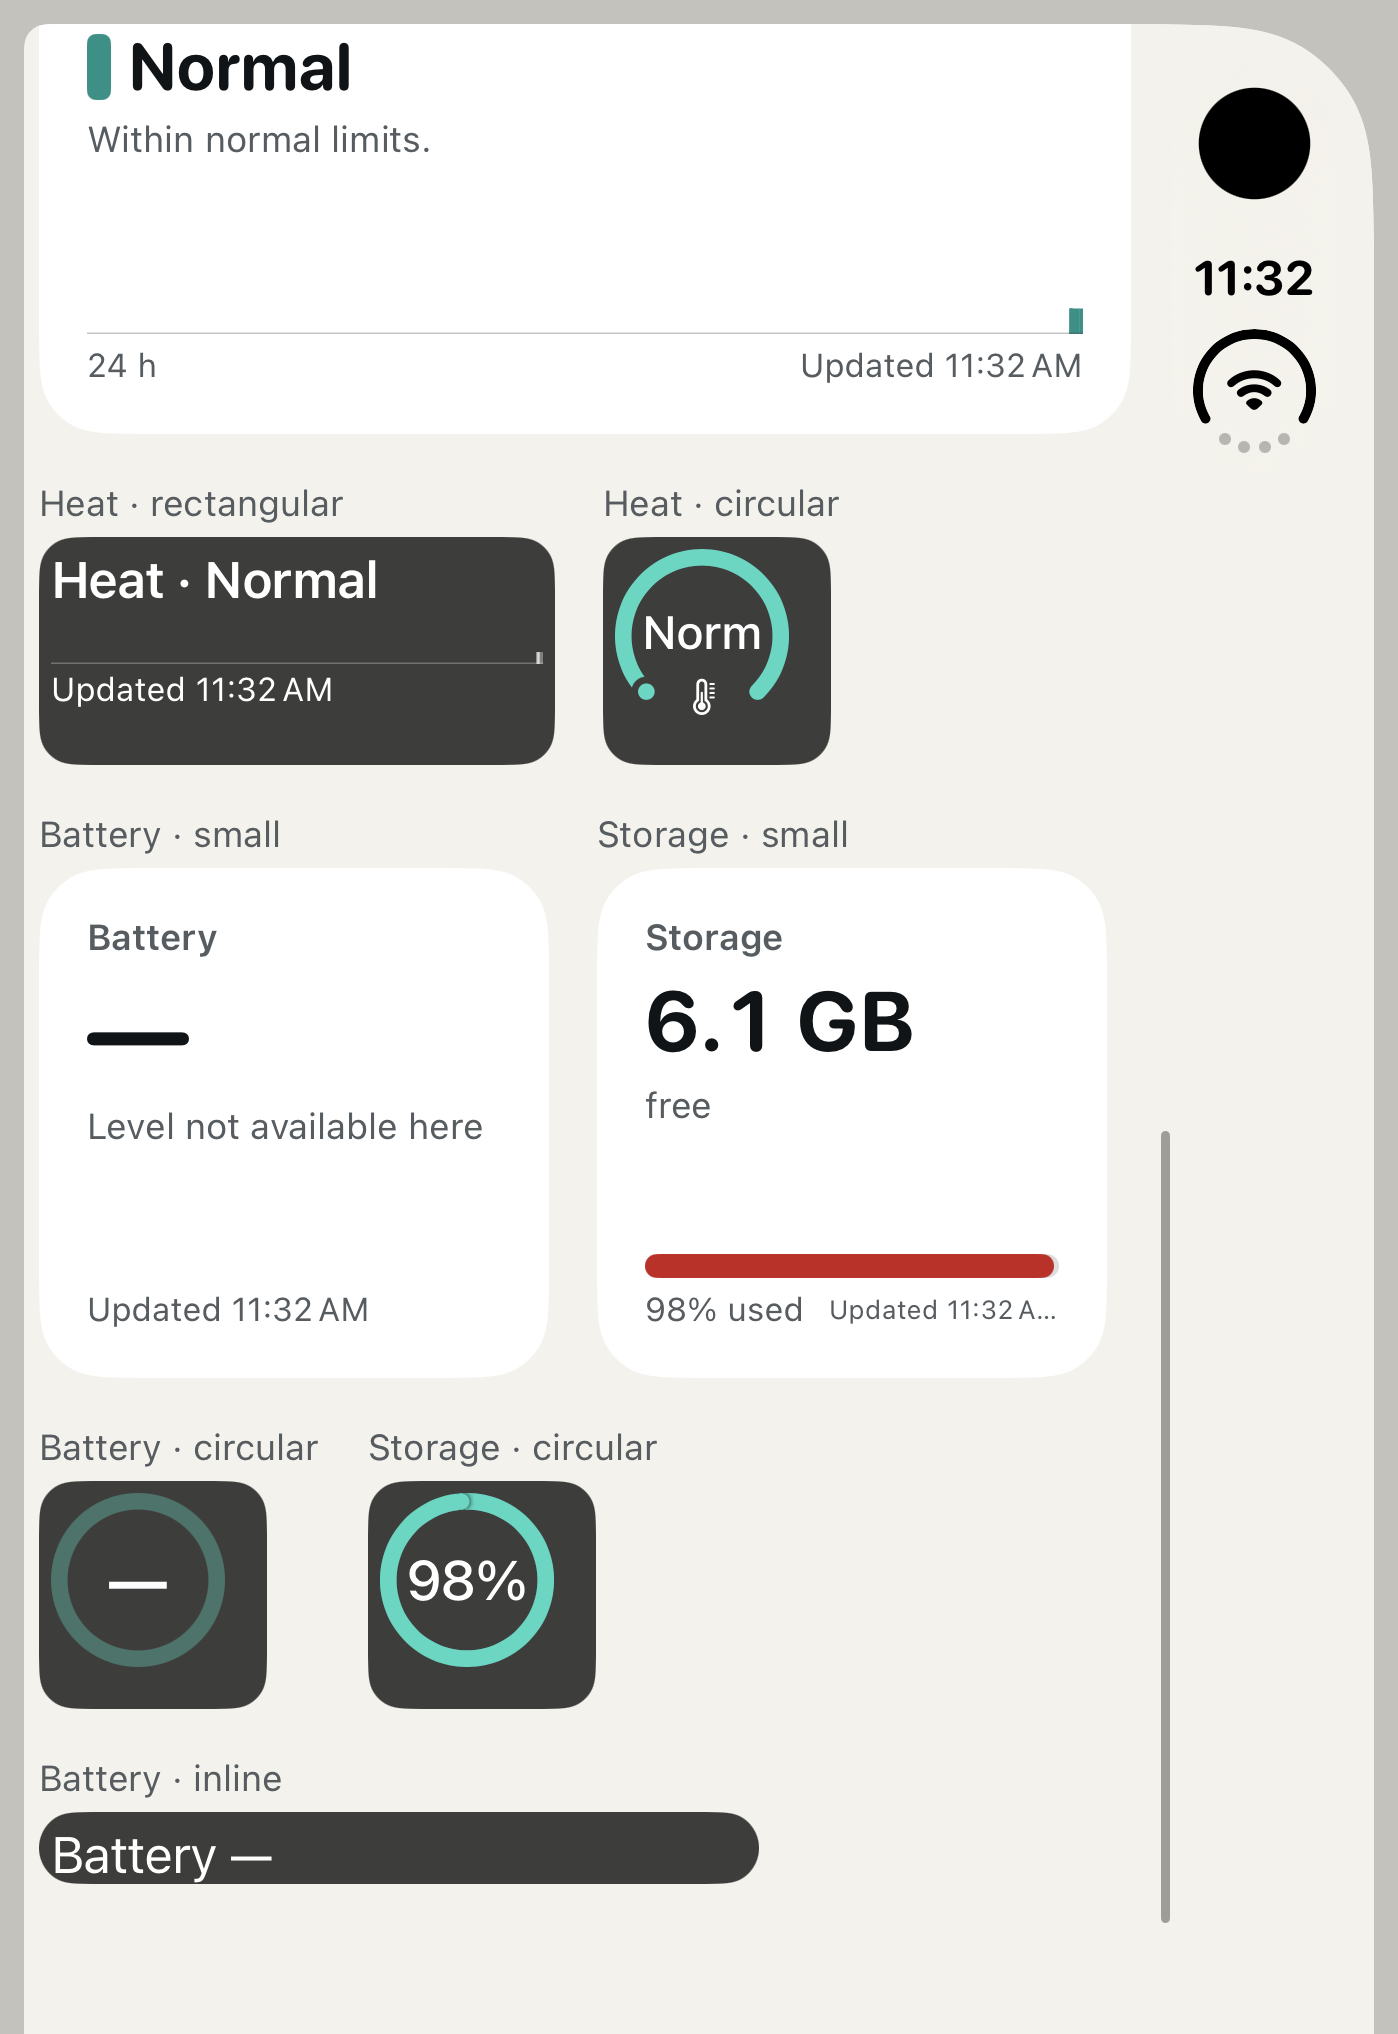 Normal
Within normal limits.
11:32
24 h
Updated 11:32 AM
Heat · rectangular
Heat · circular
Heat · Normal
Updated 11:32 AM
Norm
Battery · small
Storage · small
Battery
—
Level not available here
Updated 11:32 AM
Storage
6.1 GB
free
98% used
Updated 11:32 A…
Battery · circular
Storage · circular
—
98%
Battery · inline
Battery —